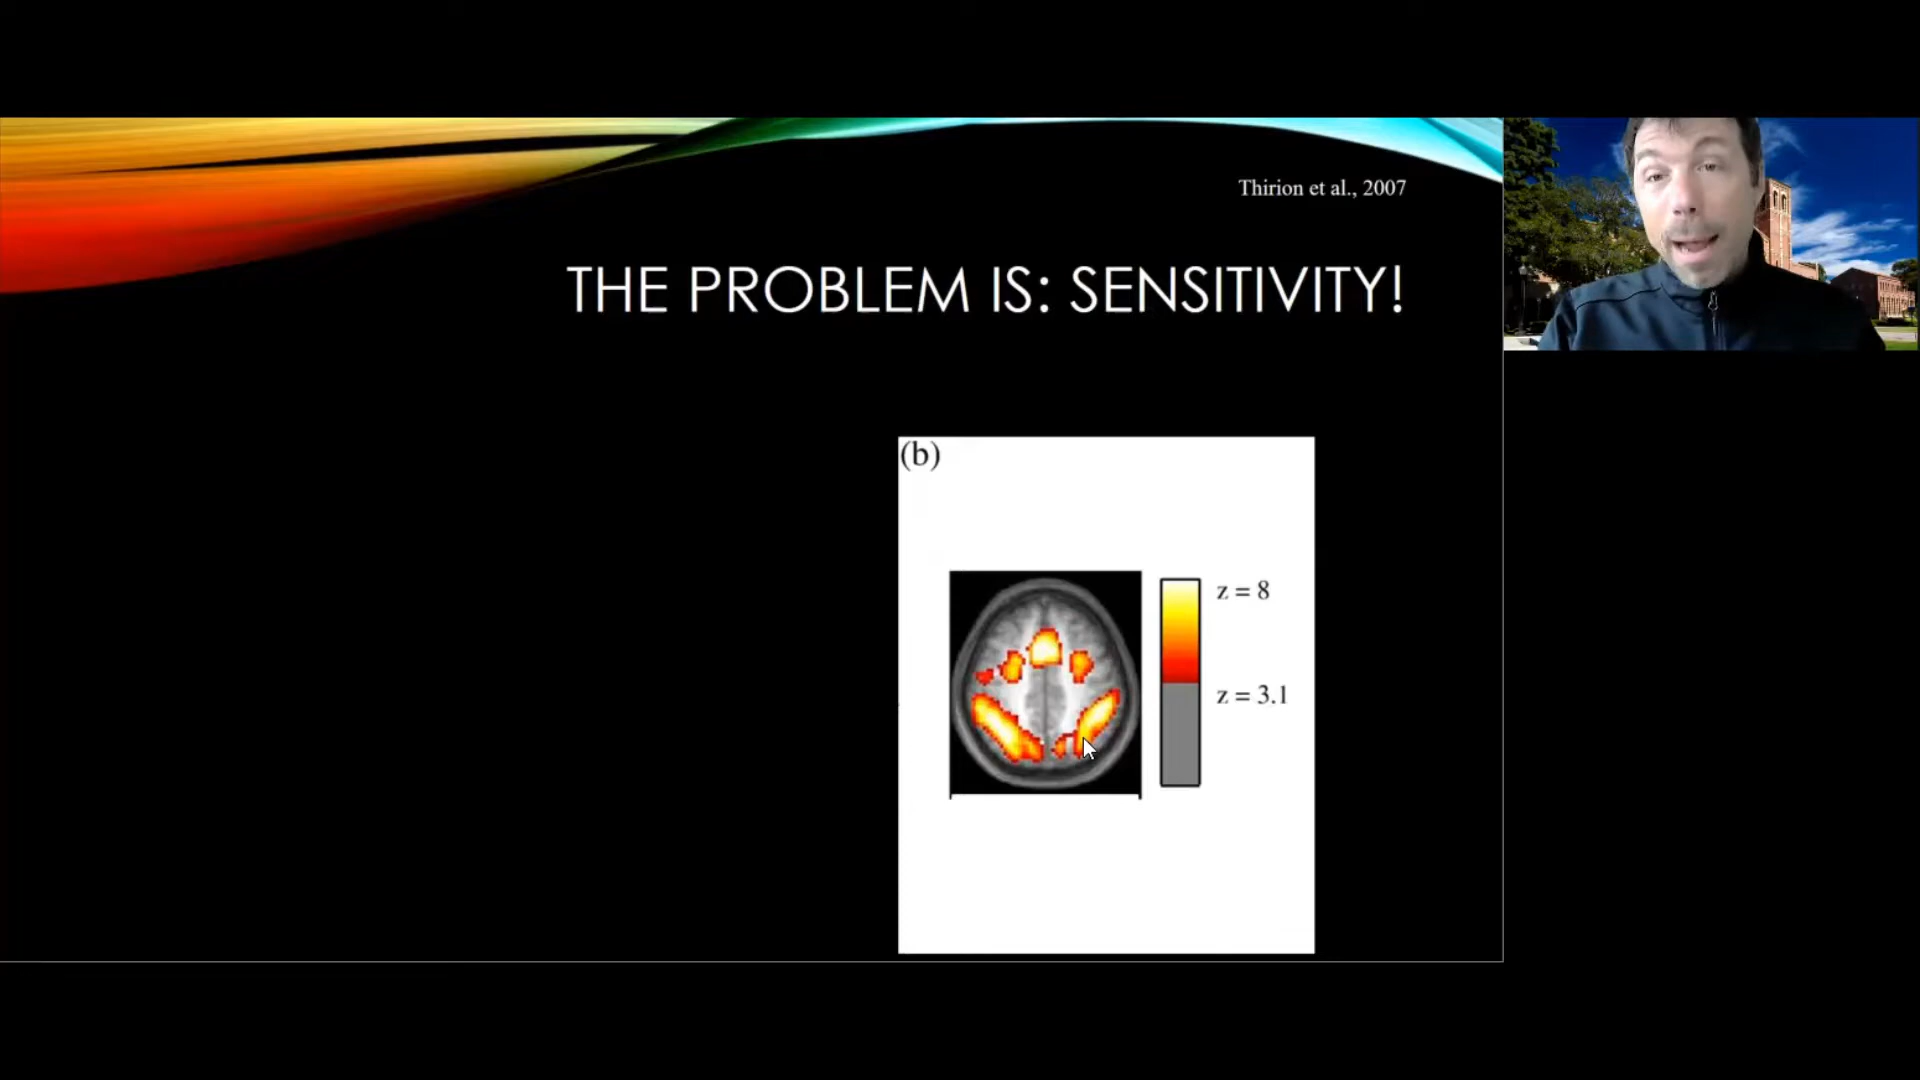 Thirion et al., 2007
THE PROBLEM IS: SENSITIVITY!
(b)
z = 8
z = 3.1